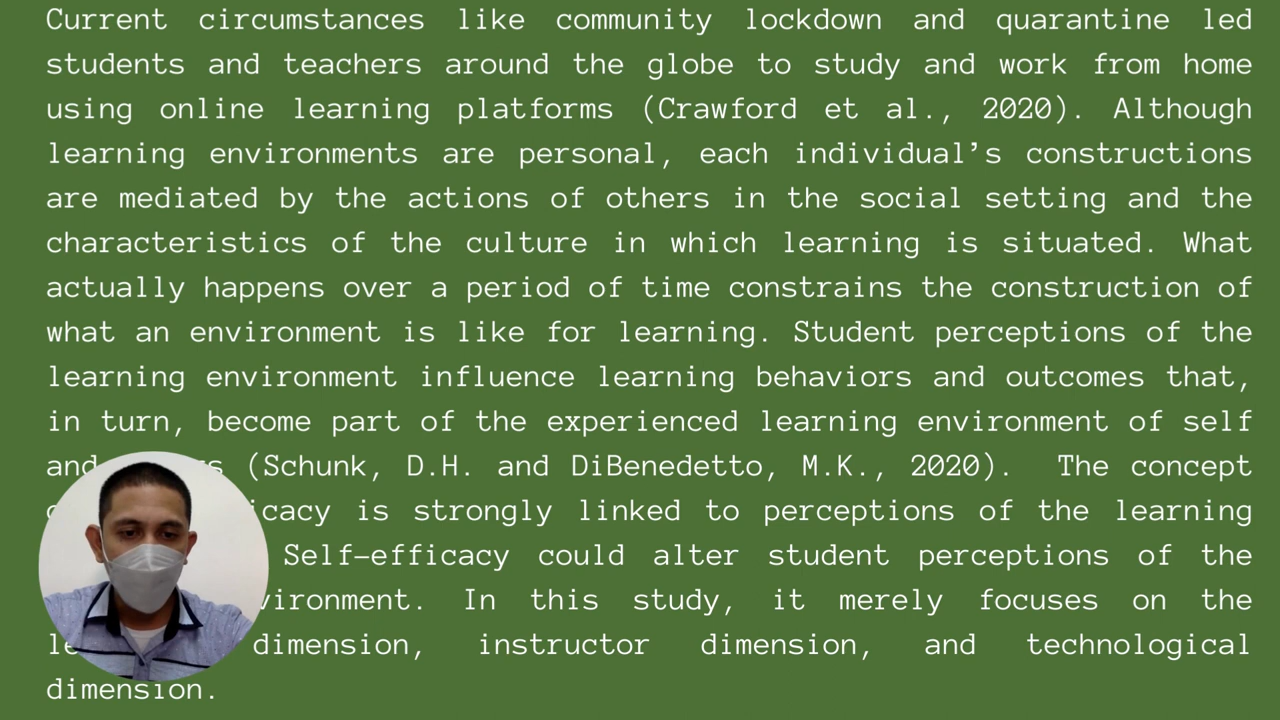 Current circumstances like community lockdown and quarantine led
students and teachers around the globe to study and work from home
using online learning platforms (Crawford et al., 2020). Although
learning environments are personal, each individual’s constructions
are mediated by the actions of others in the social setting and the
characteristics of the culture in which learning is situated. What
actually happens over a period of time constrains the construction of
what an environment is like for learning. Student perceptions of the
learning environment influence learning behaviors and outcomes that,
in turn, become part of the experienced learning environment of self
and (Schunk, D.H. and DiBenedetto, M.K., 2020). The concept
is strongly linked to perceptions of the learning
Self-efficacy could alter student perceptions of the
In this study, it merely focuses on the
dimension, instructor dimension, and technological
dimension.